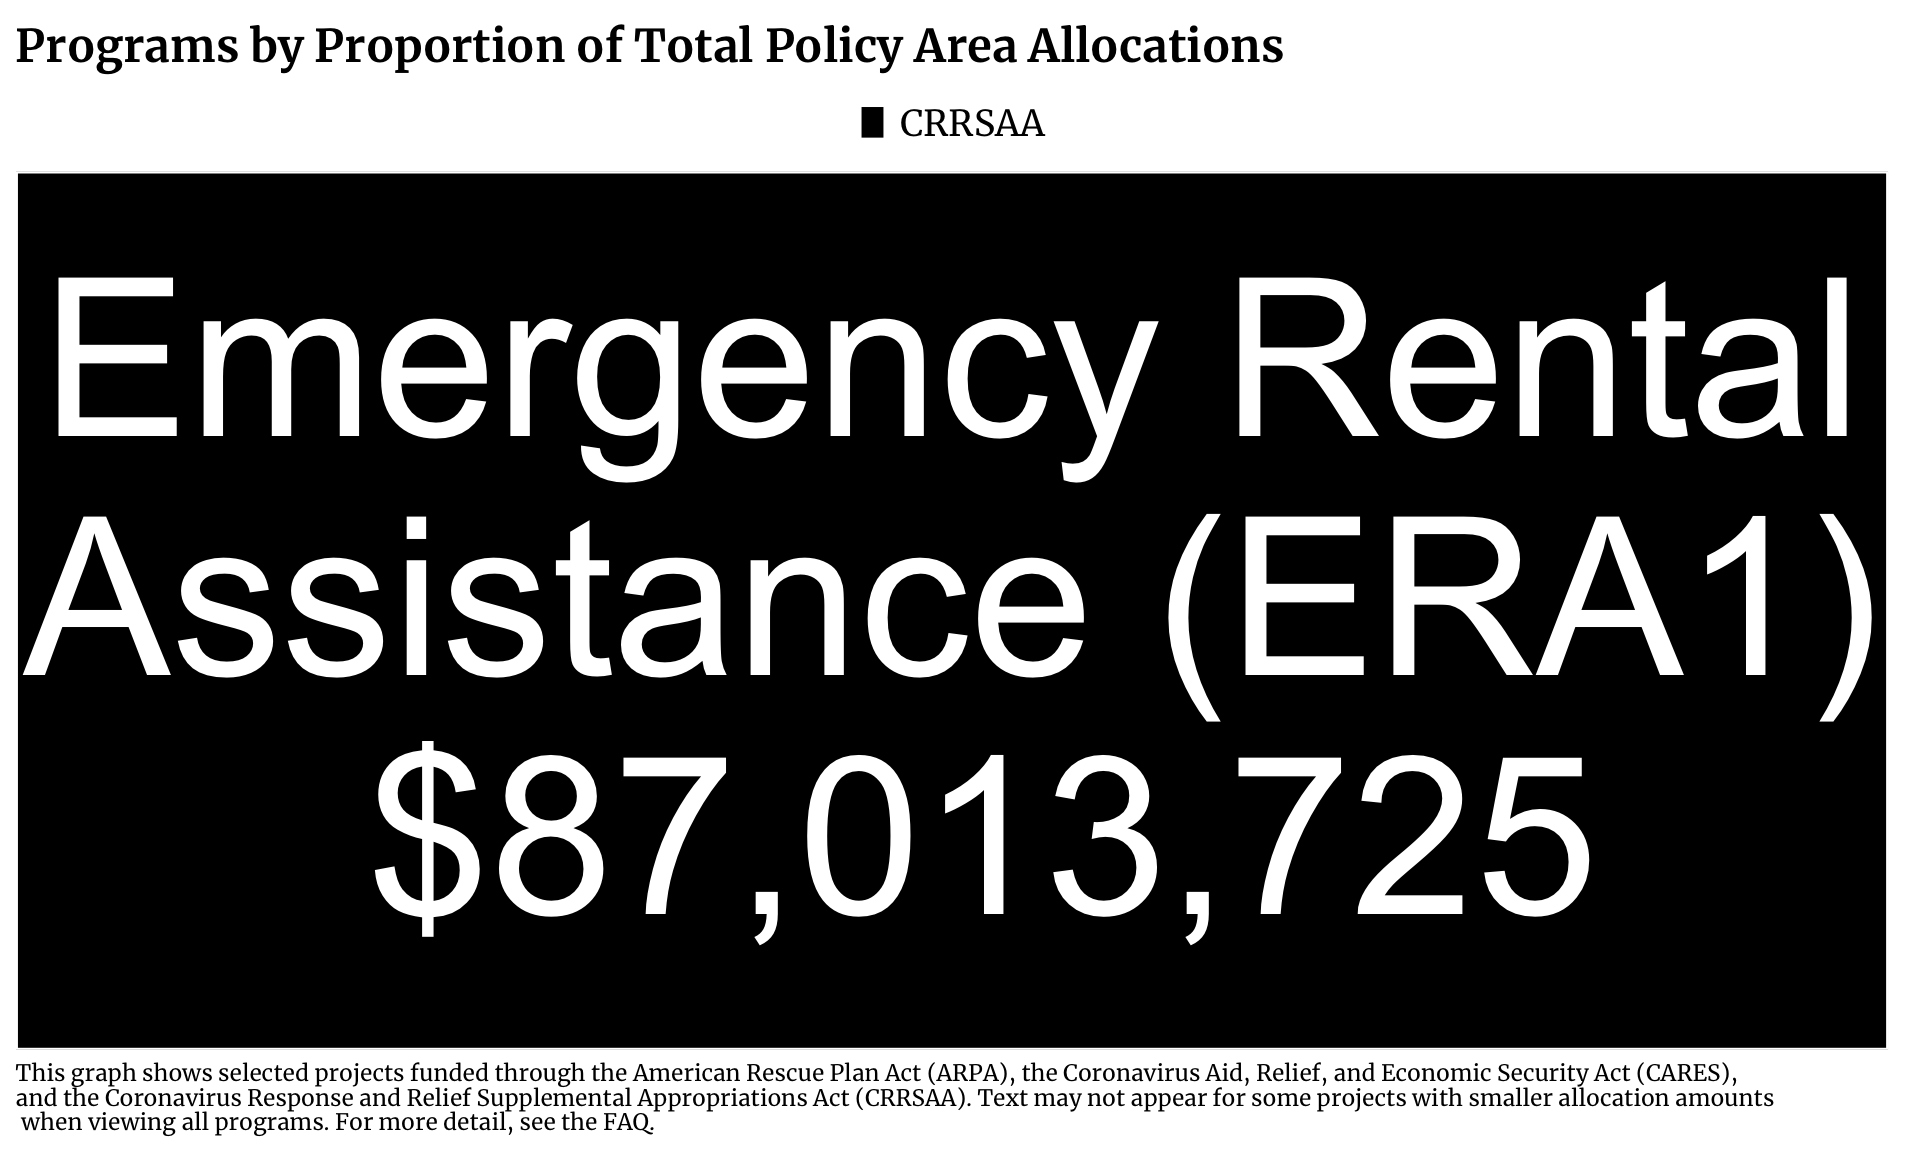 Programs by Proportion of Total Policy Area Allocations
CRRSAA
Emergency Rental
Assistance (ERA1)
$87,013,725
This graph shows selected projects funded through the American Rescue Plan Act (ARPA), the Coronavirus Aid, Relief, and Economic Security Act (CARES),
and the Coronavirus Response and Relief Supplemental Appropriations Act (CRRSAA). Text may not appear for some projects with smaller allocation amounts
when viewing all programs. For more detail, see the FAQ.